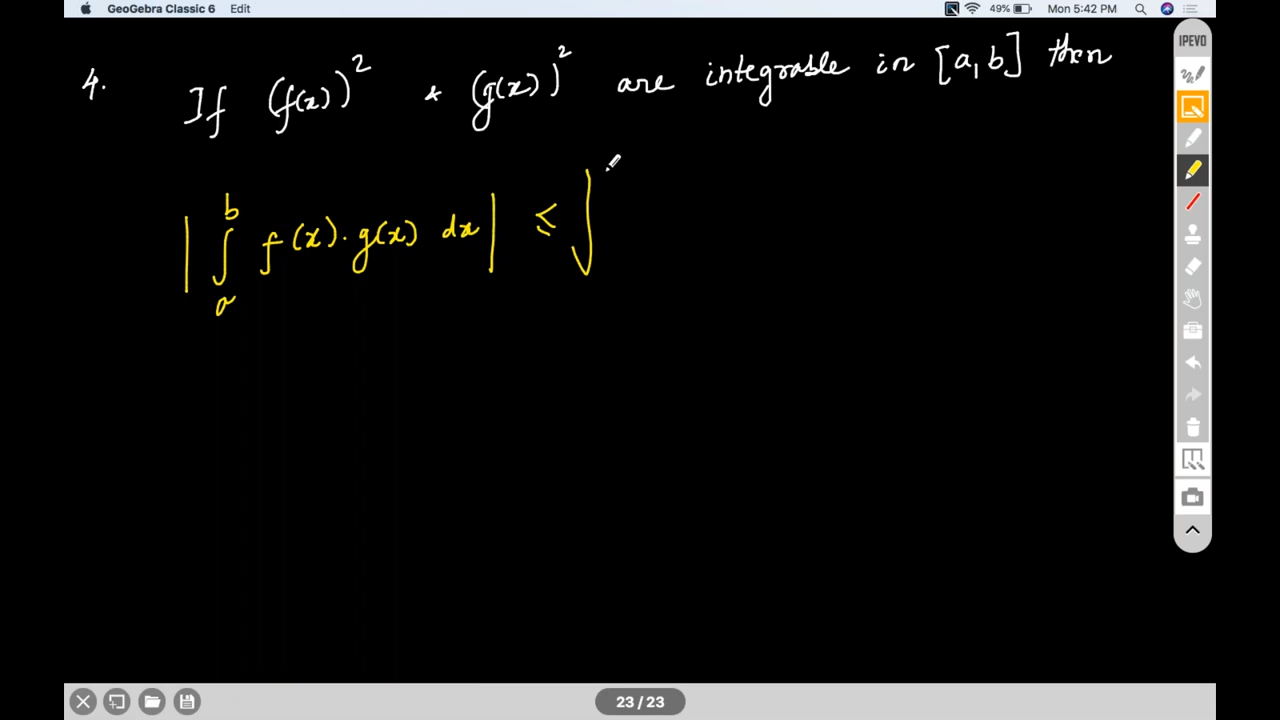 GeoGebra Classic 6 Edit 49% Mon 5:42 PM
IPEVO
4. If (f(x))² & (g(x))² are integrable in [a,b] then
|∫ₐᵇ f(x)·g(x) dx| ≤ √
23 / 23